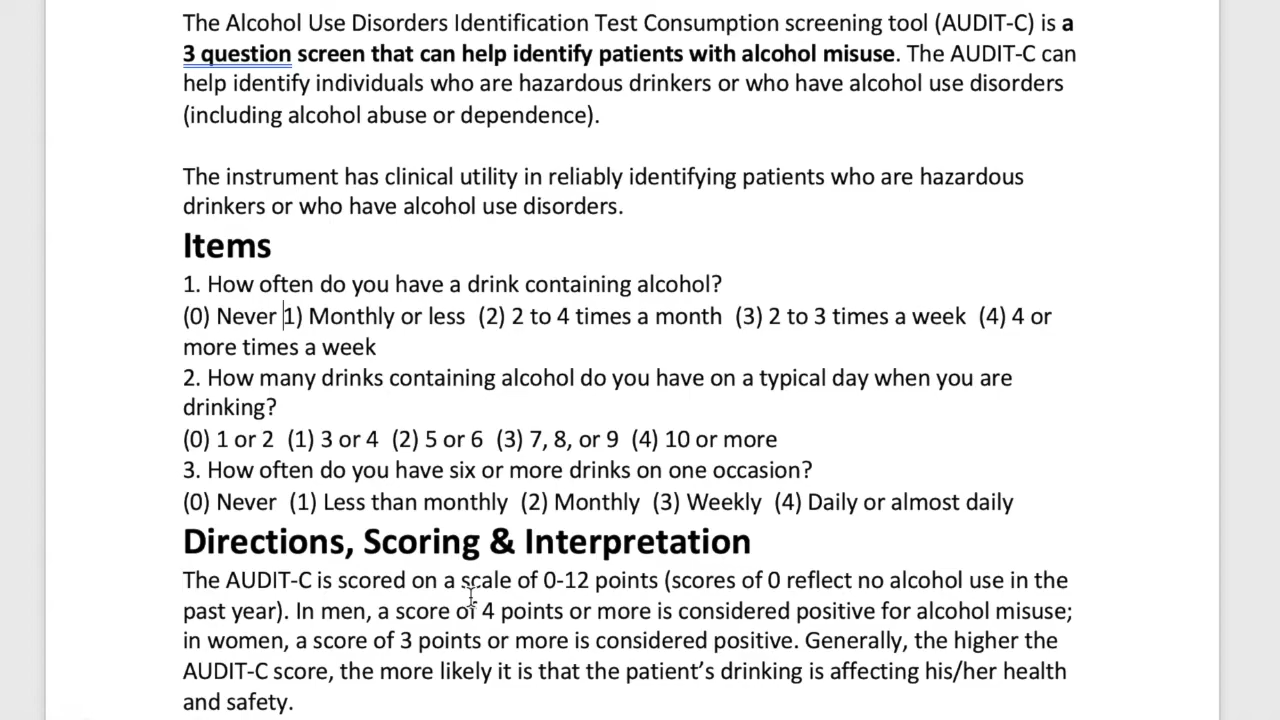 The Alcohol Use Disorders Identification Test Consumption screening tool (AUDIT-C) is a
3 question screen that can help identify patients with alcohol misuse. The AUDIT-C can
help identify individuals who are hazardous drinkers or who have alcohol use disorders
(including alcohol abuse or dependence).
The instrument has clinical utility in reliably identifying patients who are hazardous
drinkers or who have alcohol use disorders.
Items
1. How often do you have a drink containing alcohol?
(0) Never 1) Monthly or less (2) 2 to 4 times a month (3) 2 to 3 times a week (4) 4 or
more times a week
2. How many drinks containing alcohol do you have on a typical day when you are
drinking?
(0) 1 or 2 (1) 3 or 4 (2) 5 or 6 (3) 7, 8, or 9 (4) 10 or more
3. How often do you have six or more drinks on one occasion?
(0) Never (1) Less than monthly (2) Monthly (3) Weekly (4) Daily or almost daily
Directions, Scoring & Interpretation
The AUDIT-C is scored on a scale of 0-12 points (scores of 0 reflect no alcohol use in the
past year). In men, a score of 4 points or more is considered positive for alcohol misuse;
in women, a score of 3 points or more is considered positive. Generally, the higher the
AUDIT-C score, the more likely it is that the patient's drinking is affecting his/her health
and safety.